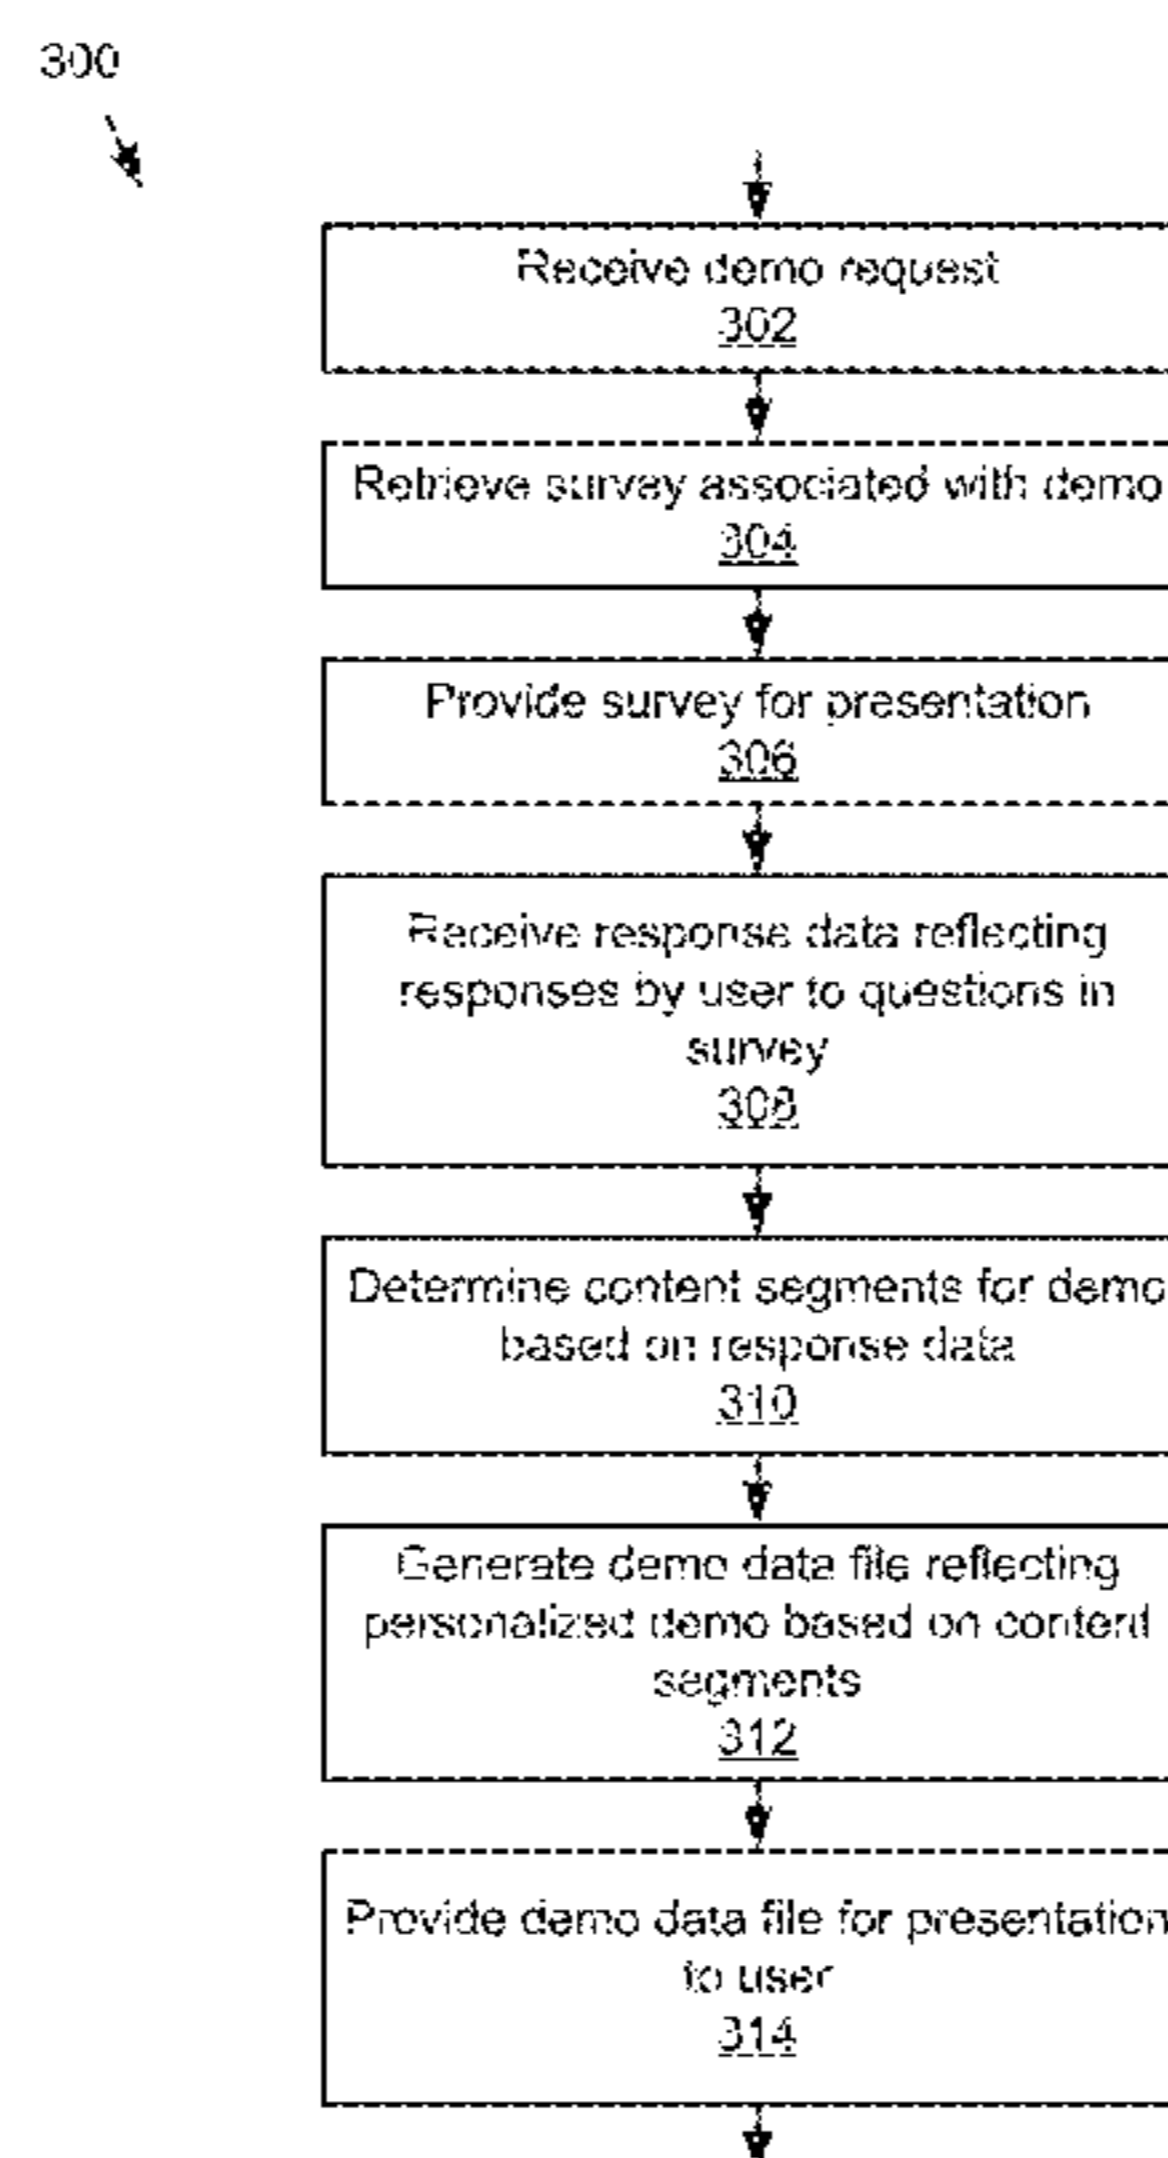 300
Receive demo request
302
Retrieve survey associated with demo
304
Provide survey for presentation
306
Receive response data reflecting
responses by user to questions in
survey
308
Determine content segments for demo
based on response data
310
Generate demo data file reflecting
personalized demo based on content
segments
312
Provide demo data file for presentation
to user
314